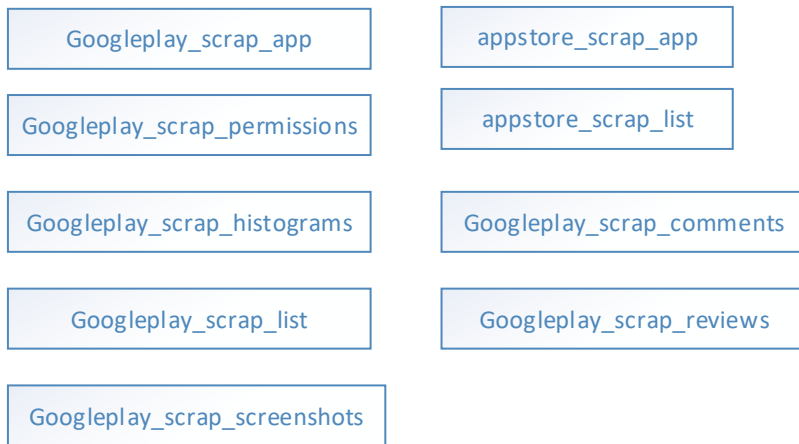 Googleplay_scrap_app
appstore_scrap_app
Googleplay_scrap_permissions
appstore_scrap_list
Googleplay_scrap_histograms
Googleplay_scrap_comments
Googleplay_scrap_list
Googleplay_scrap_reviews
Googleplay_scrap_screenshots